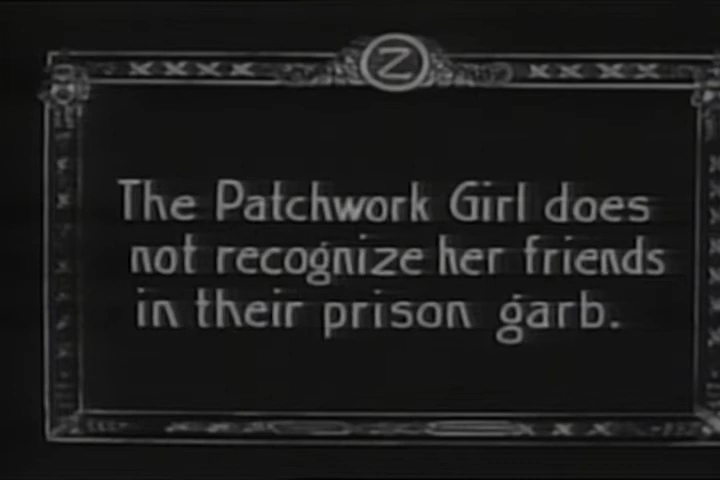 Z
The Patchwork Girl does
not recognize her friends
in their prison garb.